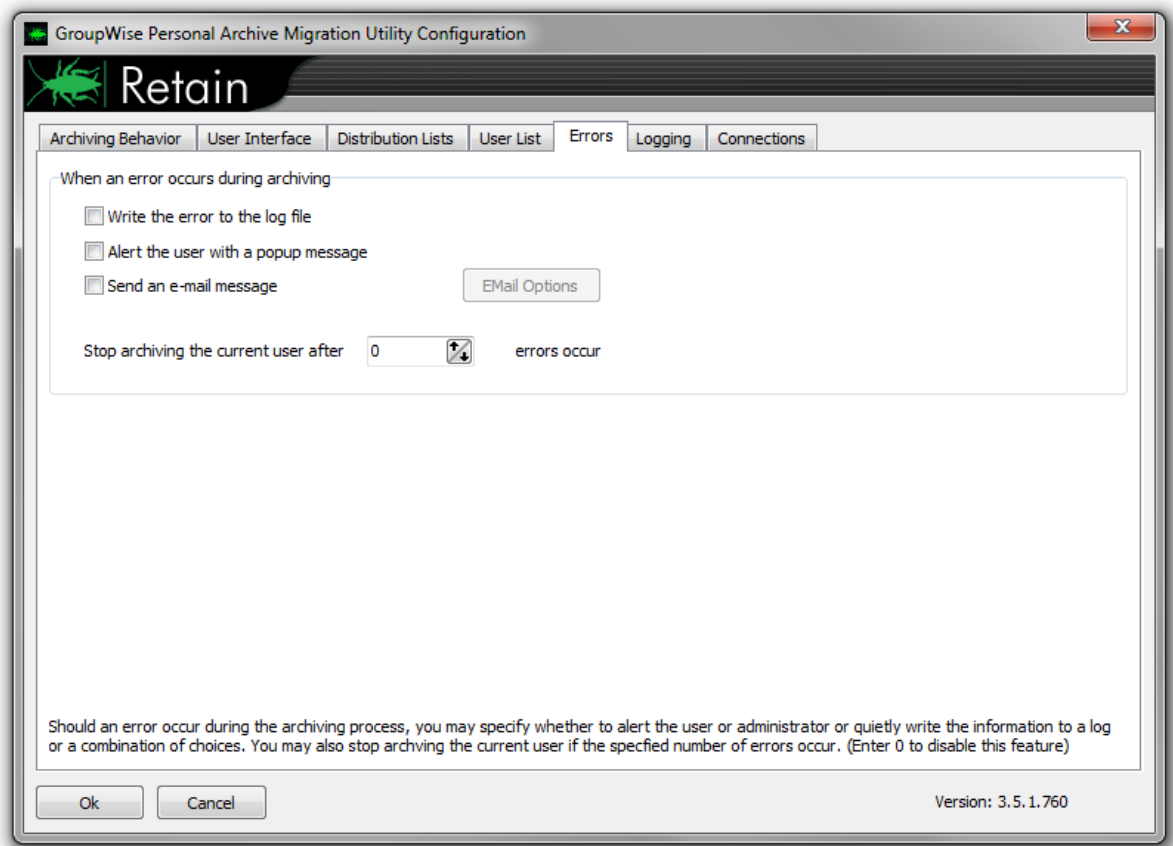 GroupWise Personal Archive Migration Utility Configuration
Retain
Archiving Behavior User Interface Distribution Lists User List Errors Logging Connections
When an error occurs during archiving
Write the error to the log file
Alert the user with a popup message
Send an e-mail message EMail Options
Stop archiving the current user after 0 errors occur
Should an error occur during the archiving process, you may specify whether to alert the user or administrator or quietly write the information to a log
or a combination of choices. You may also stop archving the current user if the specfied number of errors occur. (Enter 0 to disable this feature)
Ok Cancel Version: 3.5.1.760